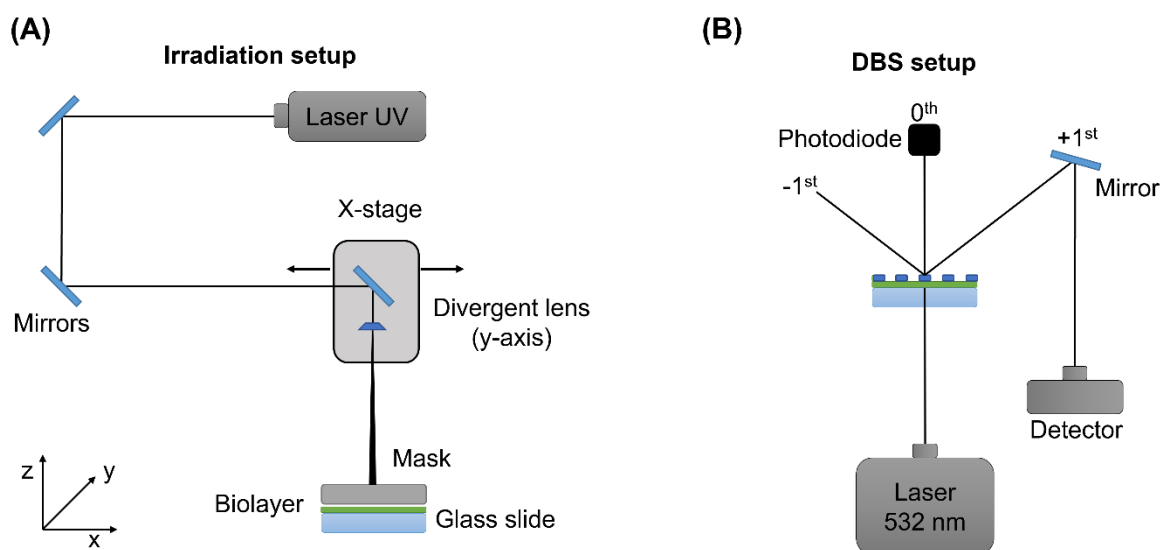 (A)
Irradiation setup
Laser UV
X-stage
Mirrors
Divergent lens
(y-axis)
Mask
Biolayer
Glass slide
z
y
x
(B)
DBS setup
0th
Photodiode
+1st
-1st
Mirror
Detector
Laser
532 nm